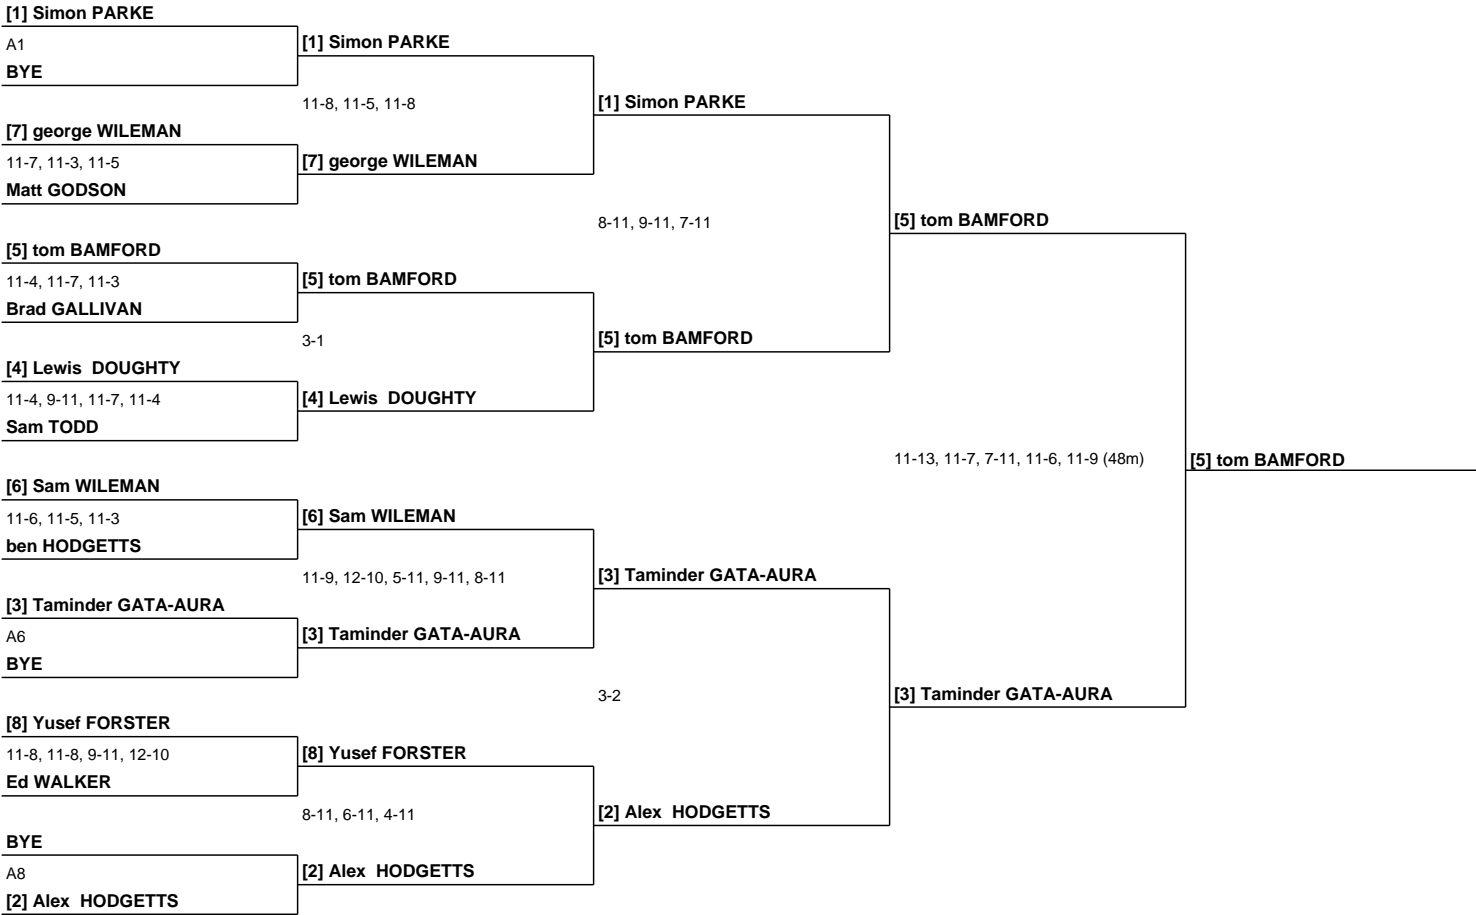 [1] Simon PARKE
A1
BYE
[1] Simon PARKE
11-8, 11-5, 11-8
[7] george WILEMAN
11-7, 11-3, 11-5
Matt GODSON
[7] george WILEMAN
[1] Simon PARKE
8-11, 9-11, 7-11
[5] tom BAMFORD
11-4, 11-7, 11-3
Brad GALLIVAN
[5] tom BAMFORD
3-1
[4] Lewis  DOUGHTY
11-4, 9-11, 11-7, 11-4
Sam TODD
[4] Lewis  DOUGHTY
[5] tom BAMFORD
[5] tom BAMFORD
11-13, 11-7, 7-11, 11-6, 11-9 (48m)
[5] tom BAMFORD
[6] Sam WILEMAN
11-6, 11-5, 11-3
ben HODGETTS
[6] Sam WILEMAN
11-9, 12-10, 5-11, 9-11, 8-11
[3] Taminder GATA-AURA
A6
BYE
[3] Taminder GATA-AURA
[3] Taminder GATA-AURA
3-2
[3] Taminder GATA-AURA
[8] Yusef FORSTER
11-8, 11-8, 9-11, 12-10
Ed WALKER
[8] Yusef FORSTER
8-11, 6-11, 4-11
BYE
A8
[2] Alex  HODGETTS
[2] Alex  HODGETTS
[2] Alex  HODGETTS